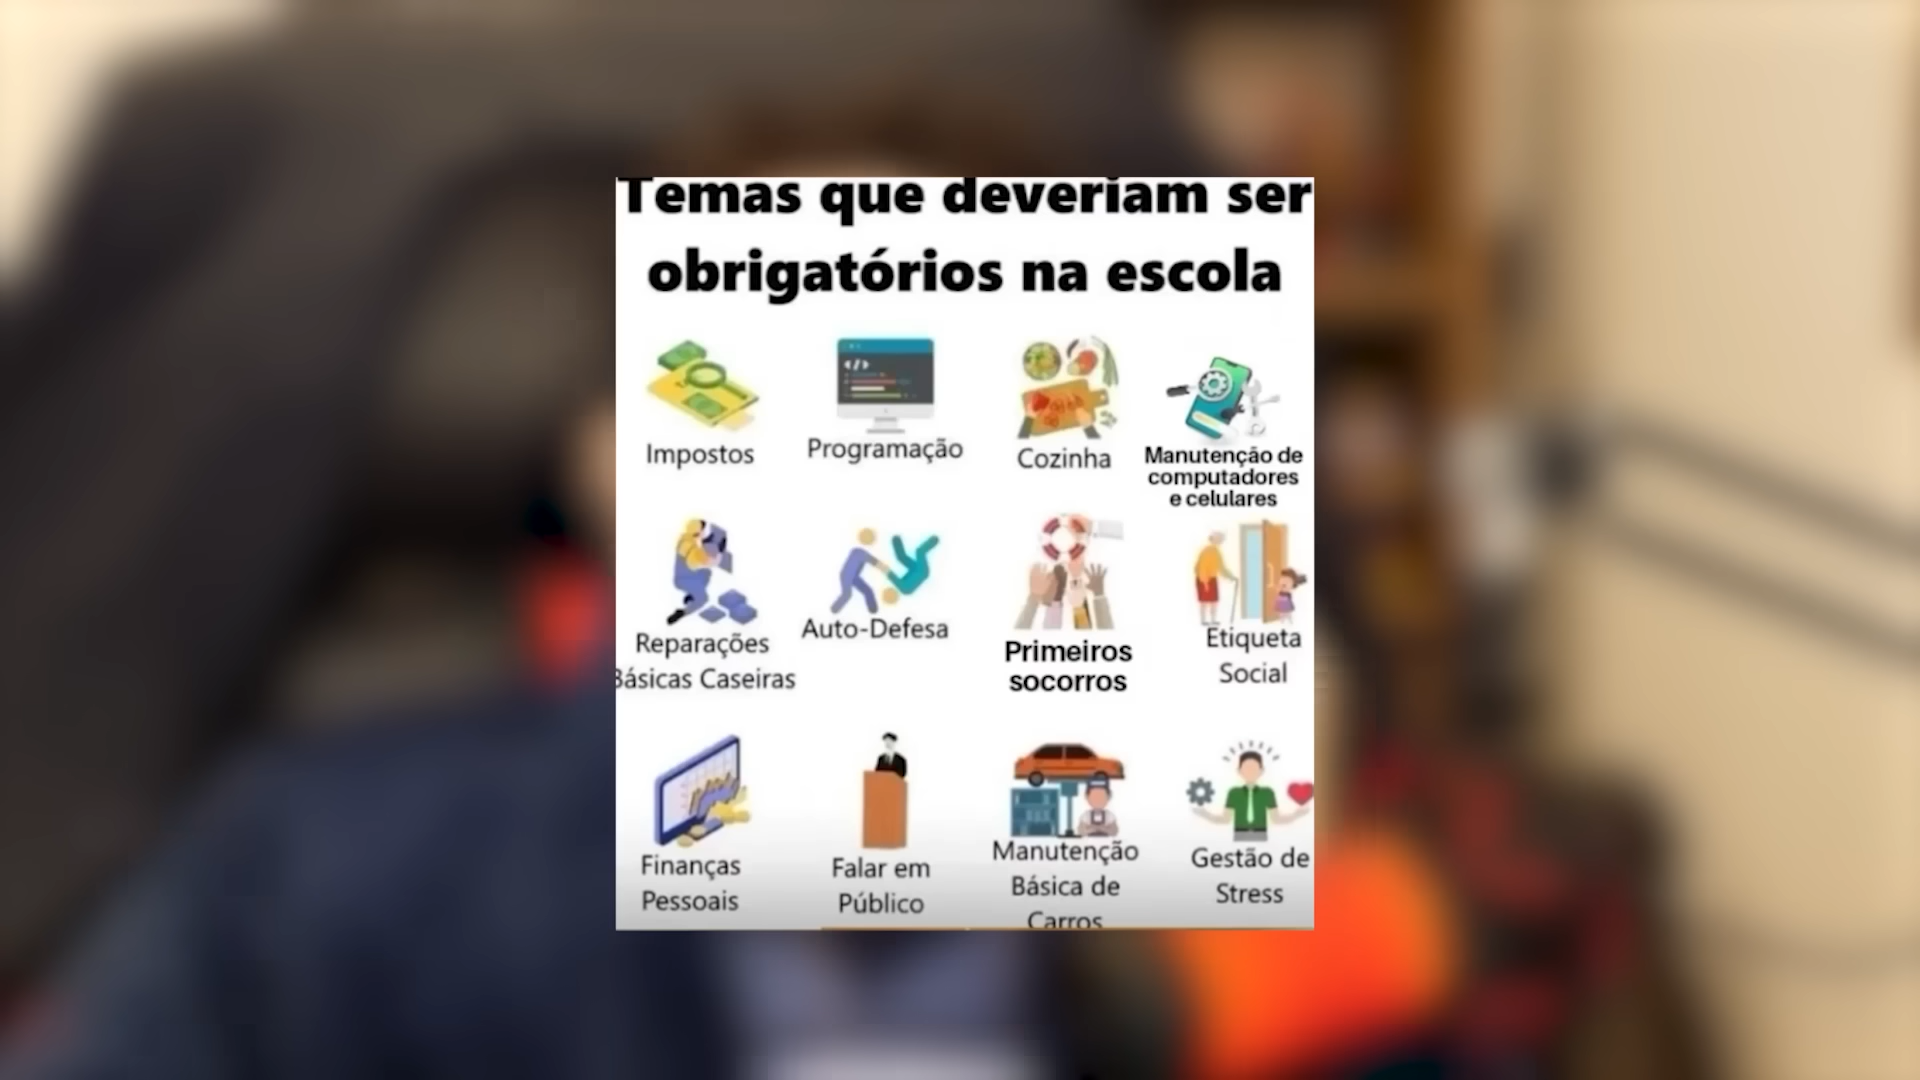 Temas que deveriam ser
obrigatórios na escola
Impostos
Programação
Cozinha
Manutenção de
computadores
e celulares
Reparações
Básicas Caseiras
Auto-Defesa
Primeiros
socorros
Etiqueta
Social
Finanças
Pessoais
Falar em
Público
Manutenção
Básica de
Carros
Gestão de
Stress